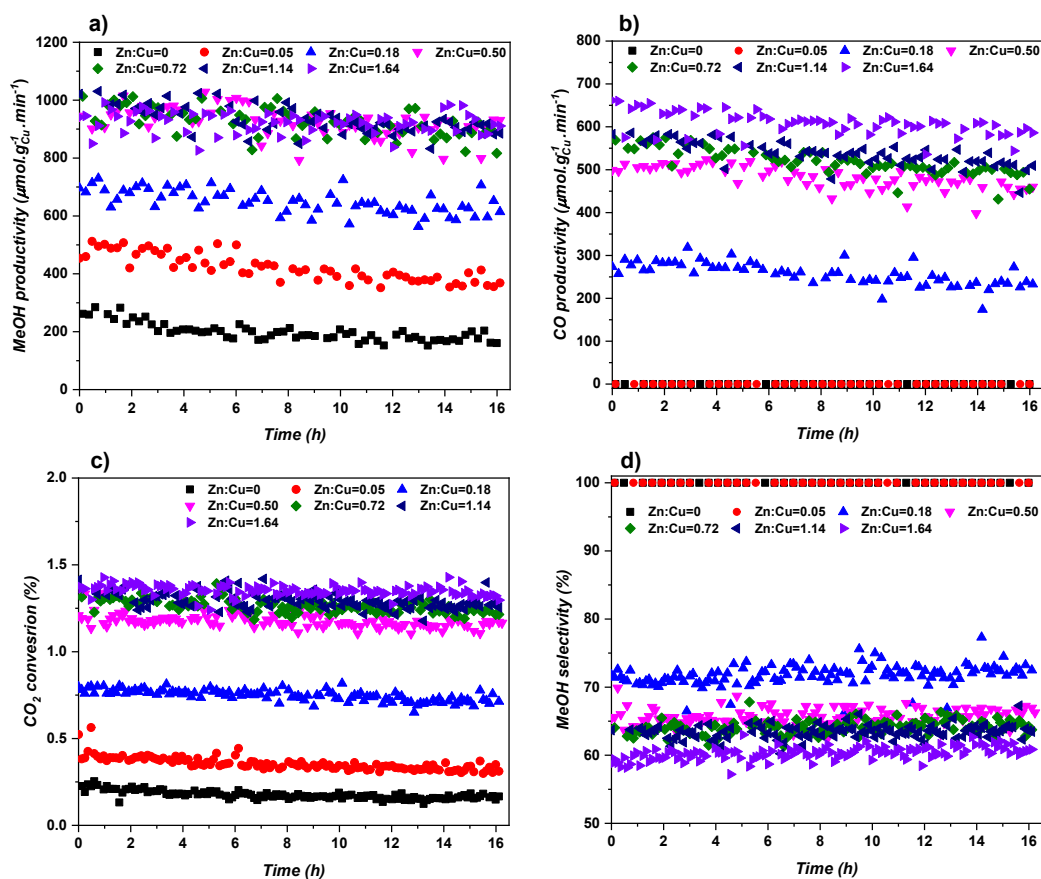 a)
Zn:Cu=0 Zn:Cu=0.05 Zn:Cu=0.18 Zn:Cu=0.50
Zn:Cu=0.72 Zn:Cu=1.14 Zn:Cu=1.64
MeOH productivity (µmol.g-1Cu.min-1)
1200
1000
800
600
400
200
0
0 2 4 6 8 10 12 14 16
Time (h)
b)
Zn:Cu=0 Zn:Cu=0.05 Zn:Cu=0.18 Zn:Cu=0.50
Zn:Cu=0.72 Zn:Cu=1.14 Zn:Cu=1.64
CO productivity (µmol.g-1Cu.min-1)
800
700
600
500
400
300
200
100
0
0 2 4 6 8 10 12 14 16
Time (h)
c)
Zn:Cu=0 Zn:Cu=0.05 Zn:Cu=0.18
Zn:Cu=0.50 Zn:Cu=0.72 Zn:Cu=1.14
Zn:Cu=1.64
CO2 convesrion (%)
2.0
1.5
1.0
0.5
0.0
0 2 4 6 8 10 12 14 16
Time (h)
d)
Zn:Cu=0 Zn:Cu=0.05 Zn:Cu=0.18 Zn:Cu=0.50
Zn:Cu=0.72 Zn:Cu=1.14 Zn:Cu=1.64
MeOH selectivity (%)
100
90
80
70
60
50
0 2 4 6 8 10 12 14 16
Time (h)